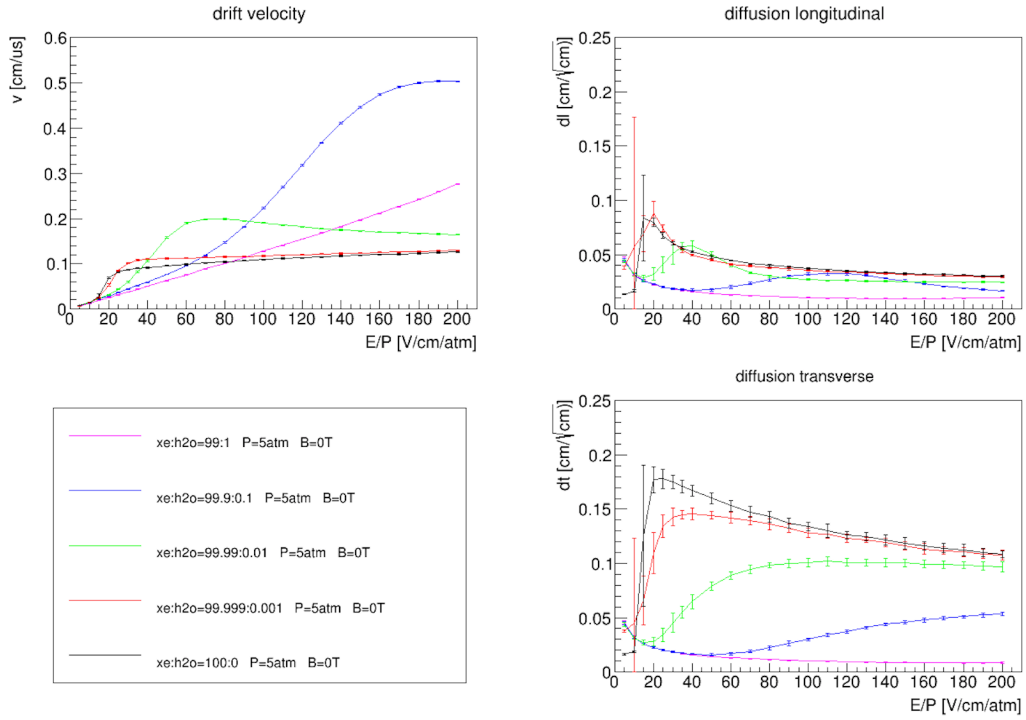 drift velocity
v [cm/us]
0.6
0.5
0.4
0.3
0.2
0.1
0
0 20 40 60 80 100 120 140 160 180 200
E/P [V/cm/atm]
diffusion longitudinal
dl [cm/√cm)]
0.25
0.2
0.15
0.1
0.05
0
0 20 40 60 80 100 120 140 160 180 200
E/P [V/cm/atm]
xe:h2o=99:1 P=5atm B=0T
xe:h2o=99.9:0.1 P=5atm B=0T
xe:h2o=99.99:0.01 P=5atm B=0T
xe:h2o=99.999:0.001 P=5atm B=0T
xe:h2o=100:0 P=5atm B=0T
diffusion transverse
dt [cm/√cm)]
0.25
0.2
0.15
0.1
0.05
0
0 20 40 60 80 100 120 140 160 180 200
E/P [V/cm/atm]